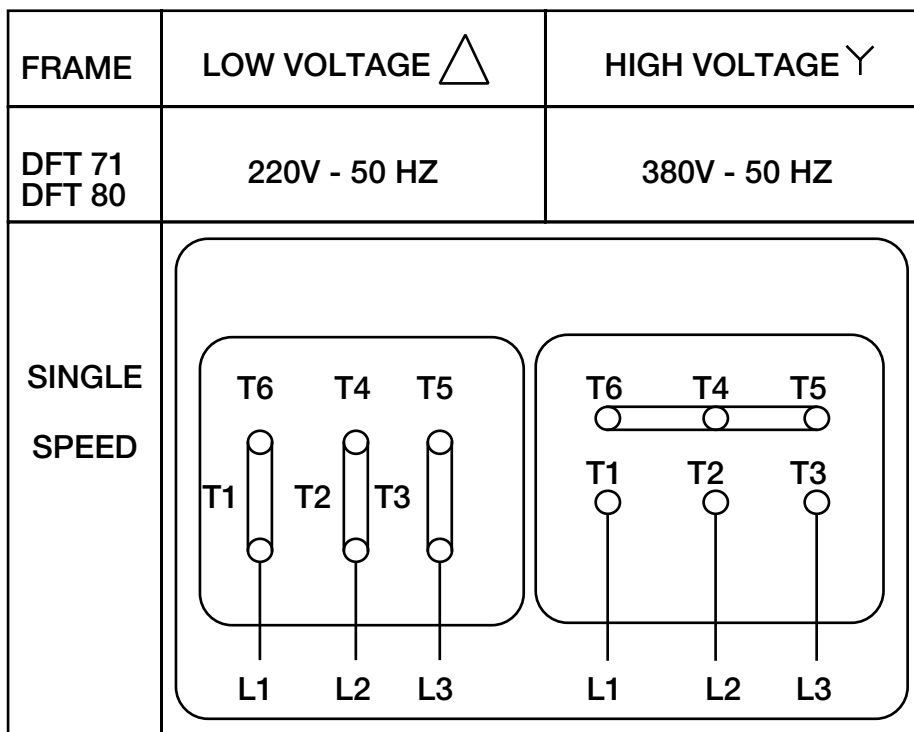 FRAME
LOW VOLTAGE
HIGH VOLTAGE
DFT 71
DFT 80
220V - 50 HZ
380V - 50 HZ
SINGLE
SPEED
T6 T4 T5
T1 T2 T3
L1 L2 L3
T6 T4 T5
T1 T2 T3
L1 L2 L3